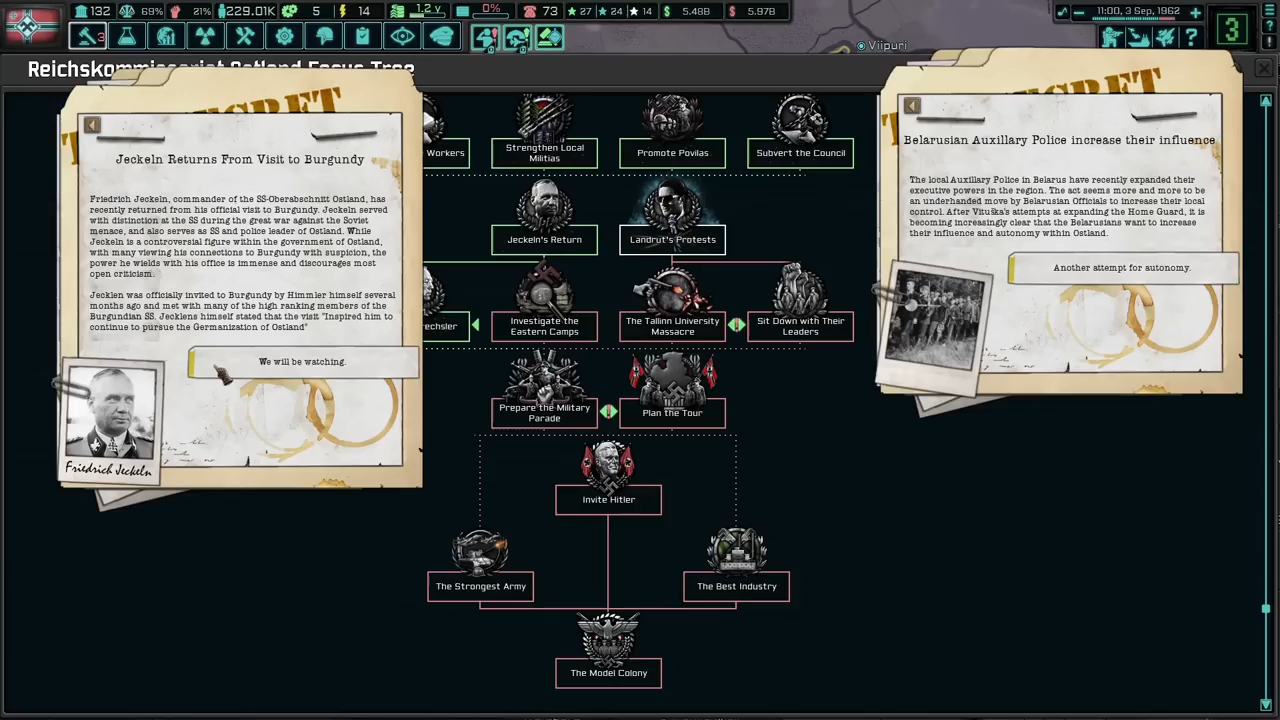 132 69% 21% 229.01K 5 14 1.2 0% 73 27 24 14 $ 5.48B $ 5.97B
11:00, 3 Sep, 1962
3
Viipuri
Reichskommissariat Ostland Focus Tree
Workers
Strengthen Local
Militias
Promote Povilas
Subvert the Council
Jeckeln's Return
Landrut's Protests
Investigate the
Eastern Camps
The Tallinn University
Massacre
Sit Down with Their
Leaders
Prepare the Military
Parade
Plan the Tour
Invite Hitler
The Strongest Army
The Best Industry
The Model Colony
Jeckeln Returns From Visit to Burgundy
Friedrich Jeckeln, commander of the SS-Oberabschnitt Ostland, has
recently returned from his official visit to Burgundy. Jeckeln served
with distinction at the SS during the great war against the Soviet
menace, and also serves as SS and police leader of Ostland. While
Jeckeln is a controversial figure within the government of Ostland,
with many viewing his connections to Burgundy with suspicion, the
power he wields with his office is immense and discourages most
open criticism.
Jecklen was officially invited to Burgundy by Himmler himself several
months ago and met with many of the high ranking members of the
Burgundian SS. Jecklens himself stated that the visit "Inspired him to
continue to pursue the Germanization of Ostland"
We will be watching.
Friedrich Jeckeln
Belarusian Auxillary Police increase their influence
The local Auxillary Police in Belarus have recently expanded their
executive powers in the region. The act seems more and more to be
an underhanded move by Belarusian Officials to increase their local
control. After Vituška's attempts at expanding the Home Guard, it is
becoming increasingly clear that the Belarusians want to increase
their influence and autonomy within Ostland.
Another attempt for autonomy.